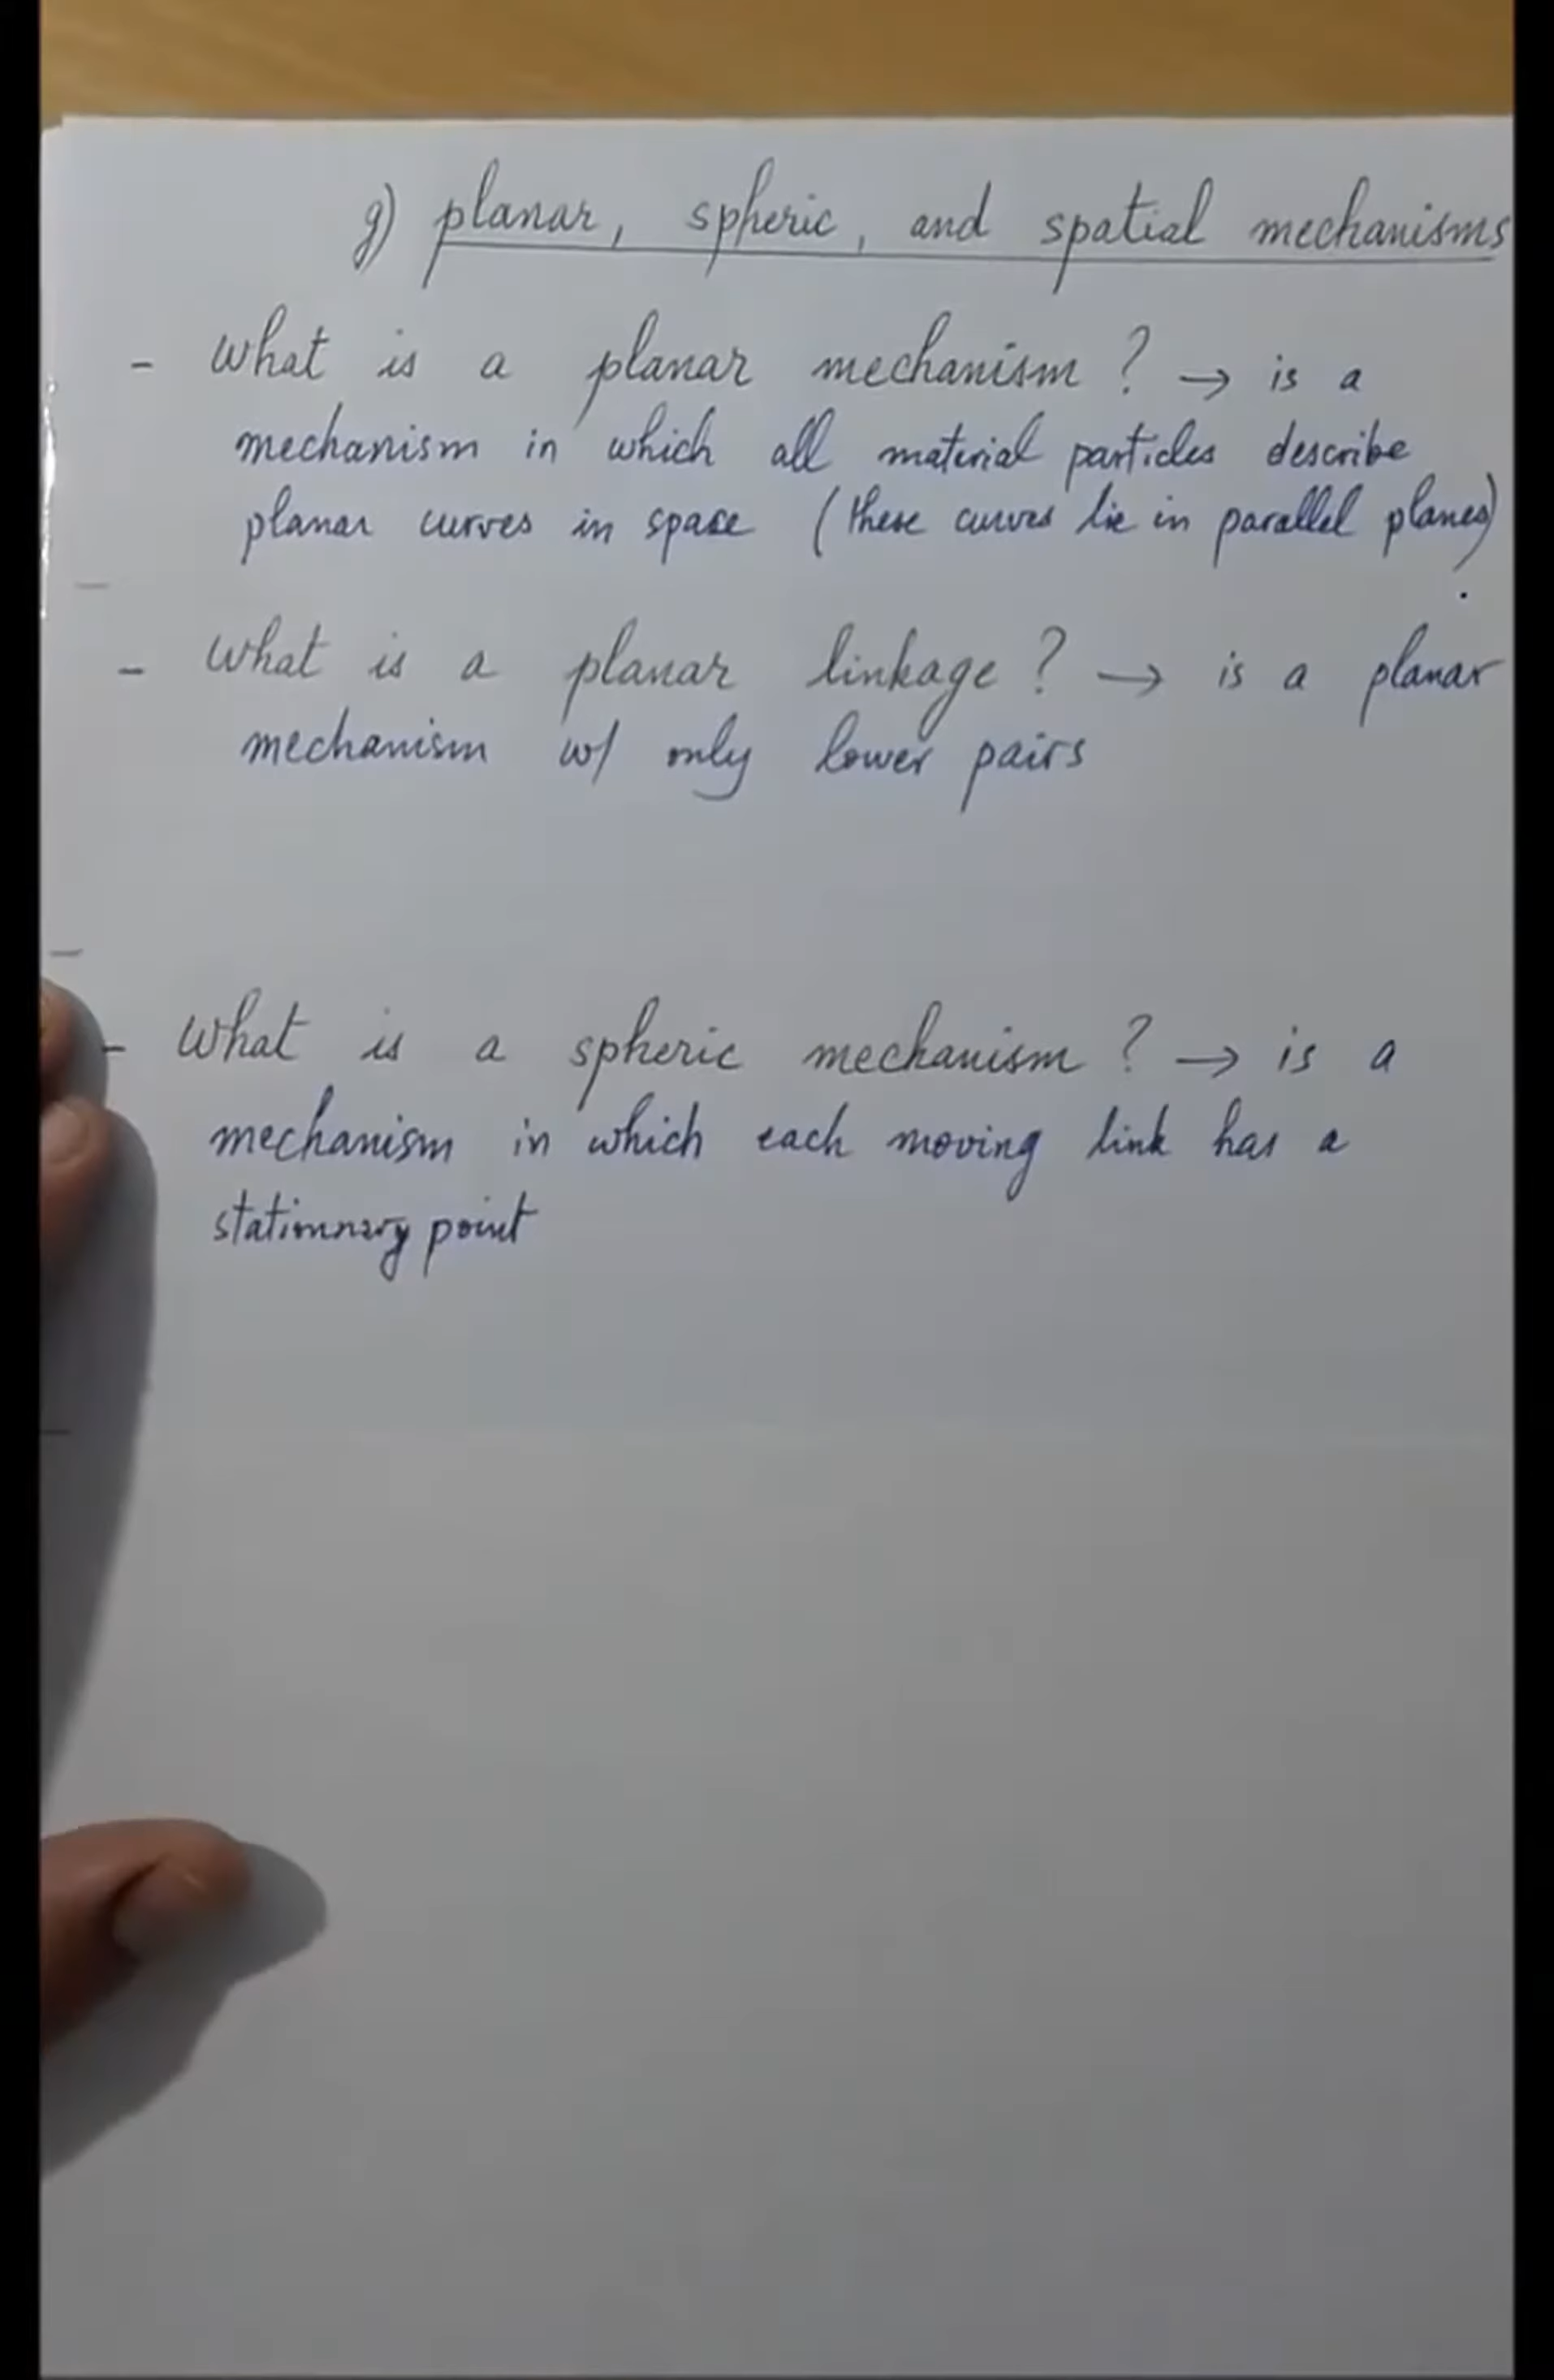 g) planar, spheric, and spatial mechanisms
- What is a planar mechanism? → is a
mechanism in which all material particles describe
planar curves in space (these curves lie in parallel planes)
.
- What is a planar linkage? → is a planar
mechanism w/ only lower pairs
- What is a spheric mechanism? → is a
mechanism in which each moving link has a
stationnary point